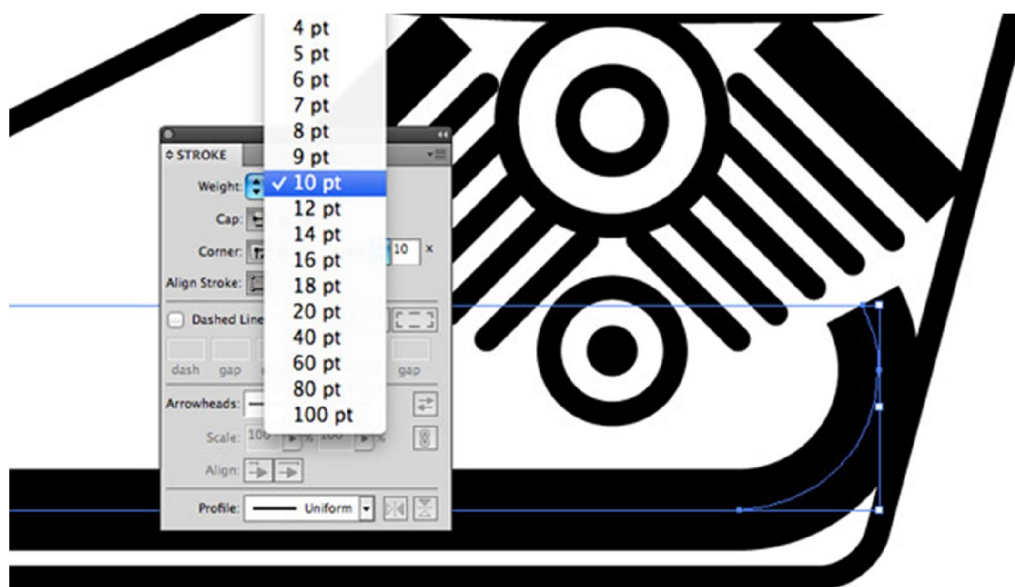 4 pt
5 pt
6 pt
7 pt
8 pt
9 pt
10 pt
12 pt
14 pt
16 pt
18 pt
20 pt
40 pt
60 pt
80 pt
100 pt
STROKE
Weight:
Cap:
Corner:
10 x
Align Stroke:
Dashed Line
dash gap gap
Arrowheads:
Scale: 100 % 100 %
Align:
Profile: Uniform